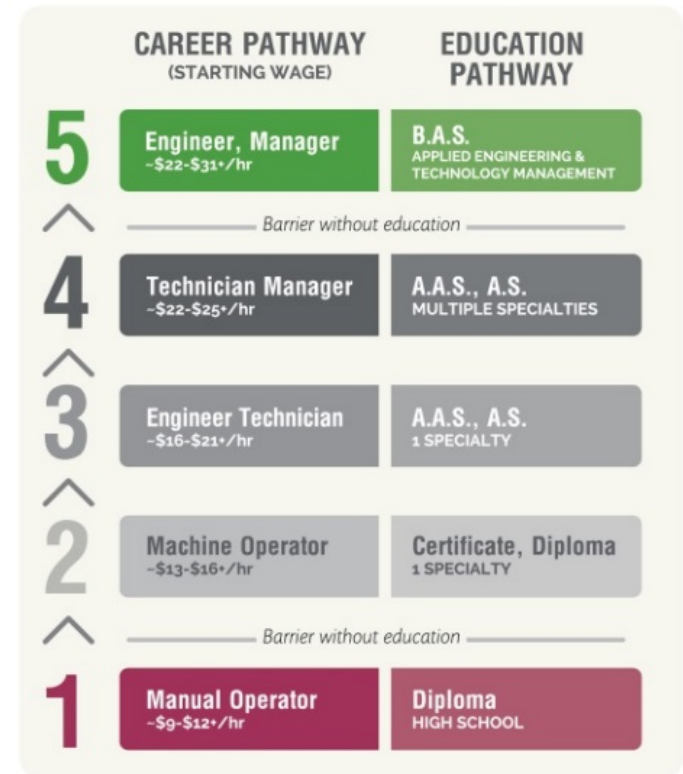 CAREER PATHWAY
(STARTING WAGE)
EDUCATION
PATHWAY
5
Engineer, Manager
~$22-$31+/hr
B.A.S.
APPLIED ENGINEERING &
TECHNOLOGY MANAGEMENT
Barrier without education
4
Technician Manager
~$22-$25+/hr
A.A.S., A.S.
MULTIPLE SPECIALTIES
3
Engineer Technician
~$16-$21+/hr
A.A.S., A.S.
1 SPECIALTY
2
Machine Operator
~$13-$16+/hr
Certificate, Diploma
1 SPECIALTY
Barrier without education
1
Manual Operator
~$9-$12+/hr
Diploma
HIGH SCHOOL